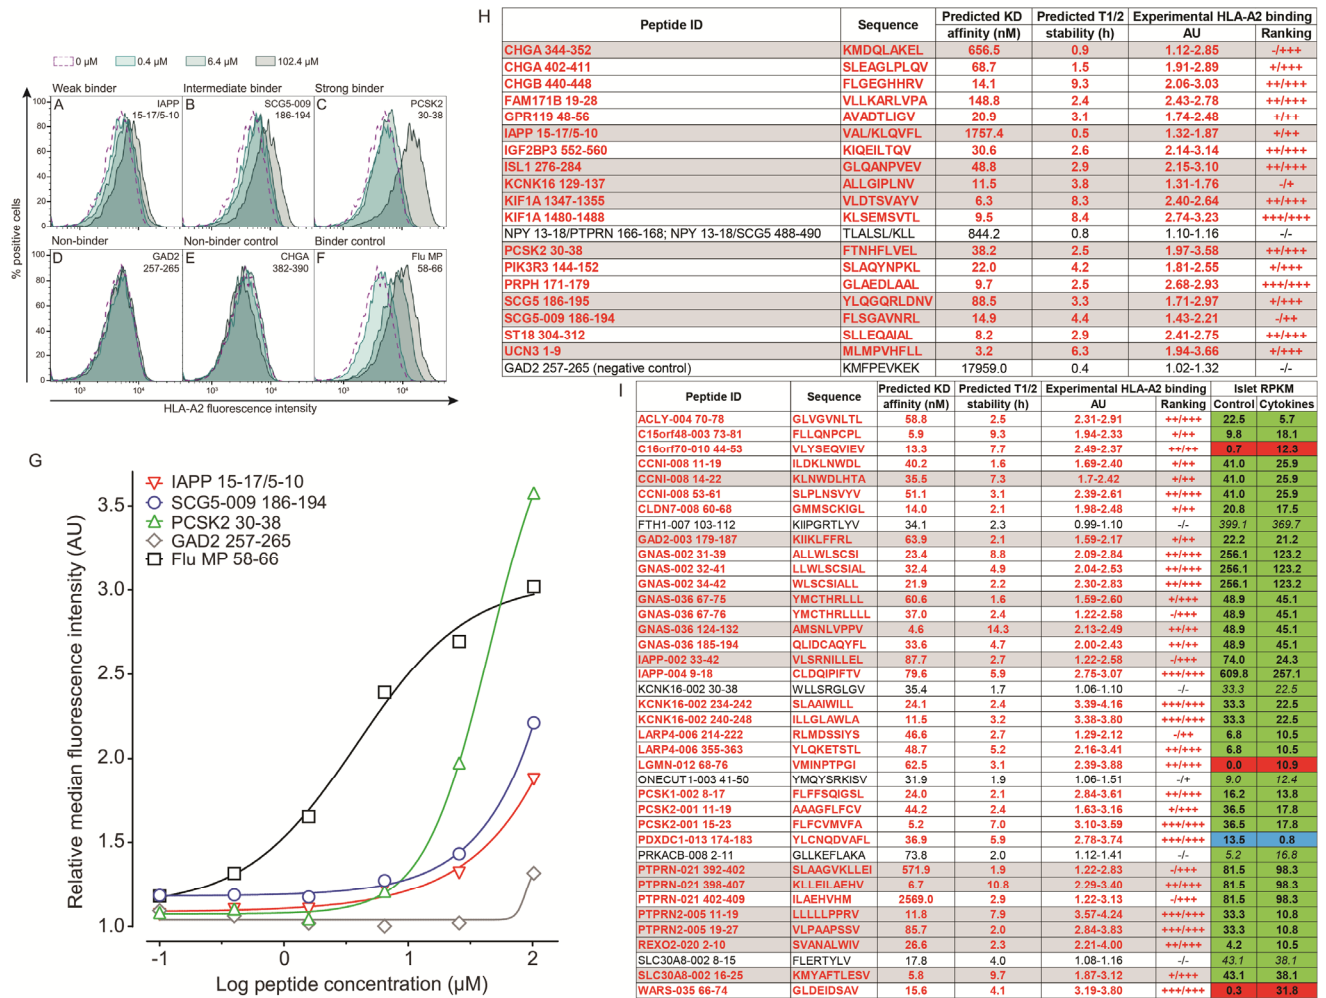 0 µM 0.4 µM 6.4 µM 102.4 µM
Weak binder Intermediate binder Strong binder
A IAPP 15-17/5-10
B SCG5-009 186-194
C PCSK2 30-38
100
80
60
40
20
0
Non-binder Non-binder control Binder control
D GAD2 257-265
E CHGA 382-390
F Flu MP 58-66
100
80
60
40
20
0
10³ 10⁴ 10³ 10⁴ 10³ 10⁴
% positive cells
HLA-A2 fluorescence intensity
G
IAPP 15-17/5-10
SCG5-009 186-194
PCSK2 30-38
GAD2 257-265
Flu MP 58-66
Relative median fluorescence intensity (AU)
3.5
3.0
2.5
2.0
1.5
1.0
-1 0 1 2
Log peptide concentration (µM)
H
Peptide ID Sequence Predicted KD affinity (nM) Predicted T1/2 stability (h) Experimental HLA-A2 binding AU Ranking
CHGA 344-352 KMDQLAKEL 656.5 0.9 1.12-2.85 -/+++
CHGA 402-411 SLEAGLPLQV 68.7 1.5 1.91-2.89 +/+++
CHGB 440-448 FLGEGHHRV 14.1 9.3 2.06-3.03 ++/+++
FAM171B 19-28 VLLKARLVPA 148.8 2.4 2.43-2.78 ++/+++
GPR119 48-56 AVADTLIGV 20.9 3.1 1.74-2.48 +/++
IAPP 15-17/5-10 VAL/KLQVFL 1757.4 0.5 1.32-1.87 +/++
IGF2BP3 552-560 KIQEILTQV 30.6 2.6 2.14-3.14 ++/+++
ISL1 276-284 GLQANPVEV 48.8 2.9 2.15-3.10 ++/+++
KCNK16 129-137 ALLGIPLNV 11.5 3.8 1.31-1.76 -/+
KIF1A 1347-1355 VLDTSVAYV 6.3 8.3 2.40-2.64 ++/+++
KIF1A 1480-1488 KLSEMSVTL 9.5 8.4 2.74-3.23 +++/+++
NPY 13-18/PTPRN 166-168; NPY 13-18/SCG5 488-490 TLALSL/KLL 844.2 0.8 1.10-1.16 -/-
PCSK2 30-38 FTNHFLVEL 38.2 2.5 1.97-3.58 ++/+++
PIK3R3 144-152 SLAQYNPKL 22.0 4.2 1.81-2.55 +/+++
PRPH 171-179 GLAEDLAAL 9.7 2.5 2.68-2.93 +++/+++
SCG5 186-195 YLQGQRLDNV 88.5 3.3 1.71-2.97 +/+++
SCG5-009 186-194 FLSGAVNRL 14.9 4.4 1.43-2.21 -/++
ST18 304-312 SLLEQAIAL 8.2 2.9 2.41-2.75 ++/+++
UCN3 1-9 MLMPVHFLL 3.2 6.3 1.94-3.66 +/+++
GAD2 257-265 (negative control) KMFPEVKEK 17959.0 0.4 1.02-1.32 -/-
I
Peptide ID Sequence Predicted KD affinity (nM) Predicted T1/2 stability (h) Experimental HLA-A2 binding AU Ranking Islet RPKM Control Cytokines
ACLY-004 70-78 GLVGVNLTL 58.8 2.5 2.31-2.91 ++/+++ 22.5 5.7
C15orf48-003 73-81 FLLQNPCPL 5.9 9.3 1.94-2.33 +/++ 9.8 18.1
C16orf70-010 44-53 VLYSEQVIEV 13.3 7.7 2.49-2.37 ++/++ 0.7 12.3
CCNI-008 11-19 ILDKLNWDL 40.2 1.6 1.69-2.40 +/++ 41.0 25.9
CCNI-008 14-22 KLNWDLHTA 35.5 7.3 1.7-2.42 +/++ 41.0 25.9
CCNI-008 53-61 SLPLNSVYV 51.1 3.1 2.39-2.61 ++/+++ 41.0 25.9
CLDN7-008 60-68 GMMSCKIGL 14.0 2.1 1.98-2.48 +/++ 20.8 17.5
FTH1-007 103-112 KIIPGRTLYV 34.1 2.3 0.99-1.10 -/- 399.1 369.7
GAD2-003 179-187 KIIKLFFRL 63.9 2.1 1.59-2.17 +/++ 22.2 21.2
GNAS-002 31-39 ALLWLSCSI 23.4 8.8 2.09-2.84 ++/+++ 256.1 123.2
GNAS-002 32-41 LLWLSCSIAL 32.4 4.9 2.04-2.53 ++/+++ 256.1 123.2
GNAS-002 34-42 WLSCSIALL 21.9 2.2 2.30-2.83 ++/+++ 256.1 123.2
GNAS-036 67-75 YMCTHRLLL 60.6 1.6 1.59-2.60 +/+++ 48.9 45.1
GNAS-036 67-76 YMCTHRLLLL 37.0 2.4 1.22-2.58 -/+++ 48.9 45.1
GNAS-036 124-132 AMSNLVPPV 4.6 14.3 2.13-2.49 ++/++ 48.9 45.1
GNAS-036 185-194 QLIDCAQYFL 33.6 4.7 2.00-2.43 ++/++ 48.9 45.1
IAPP-002 33-42 VLSRNILLEL 87.7 2.7 1.22-2.58 -/+++ 74.0 24.3
IAPP-004 9-18 CLDQIPIFTV 79.6 5.9 2.75-3.07 +++/+++ 609.8 257.1
KCNK16-002 30-38 WLLSRGLGV 35.4 1.7 1.06-1.10 -/- 33.3 22.5
KCNK16-002 234-242 SLAAIWILL 24.1 2.4 3.39-4.16 +++/+++ 33.3 22.5
KCNK16-002 240-248 ILLGLAWLA 11.5 3.2 3.38-3.80 +++/+++ 33.3 22.5
LARP4-006 214-222 RLMDSSIYS 46.6 2.7 1.29-2.12 -/++ 6.8 10.5
LARP4-006 355-363 YLQKETSTL 48.7 5.2 2.16-3.41 ++/+++ 6.8 10.5
LGMN-012 68-76 VMINPTPGI 62.5 3.1 2.39-3.88 ++/+++ 0.0 10.9
ONECUT1-003 41-50 YMQYSRKISV 31.9 1.9 1.06-1.51 -/+ 9.0 12.4
PCSK1-002 8-17 FLFFSQIGSL 24.0 2.1 2.84-3.61 ++/+++ 16.2 13.8
PCSK2-001 11-19 AAAGFLFCV 44.2 2.4 1.63-3.16 +/+++ 36.5 17.8
PCSK2-001 15-23 FLFCVMVFA 5.2 7.0 3.10-3.59 +++/+++ 36.5 17.8
PDXDC1-013 174-183 YLCNQDVAFL 36.9 5.9 2.78-3.74 +++/+++ 13.5 0.8
PRKACB-008 2-11 GLLKEFLAKA 73.8 2.0 1.12-1.41 -/- 5.2 16.8
PTPRN-021 392-402 SLAAGVKLLEI 571.9 1.9 1.22-2.83 -/+++ 81.5 98.3
PTPRN-021 398-407 KLLEILAEHV 6.7 10.8 2.29-3.40 ++/+++ 81.5 98.3
PTPRN-021 402-409 ILAEHVHM 2569.0 2.9 1.22-3.13 -/+++ 81.5 98.3
PTPRN2-005 11-19 LLLLLPPRV 11.8 7.9 3.57-4.24 +++/+++ 33.3 10.8
PTPRN2-005 19-27 VLPAAPSSV 85.7 2.0 2.84-3.83 +++/+++ 33.3 10.8
REXO2-020 2-10 SVANALWIV 26.6 2.3 2.21-4.00 ++/+++ 4.2 10.5
SLC30A8-002 8-15 FLERTYLV 17.8 4.0 1.08-1.16 -/- 43.1 38.1
SLC30A8-002 16-25 KMYAFTLESV 5.8 9.7 1.87-3.12 +/+++ 43.1 38.1
WARS-035 66-74 GLDEIDSAV 15.6 4.1 3.19-3.80 +++/+++ 0.3 31.8